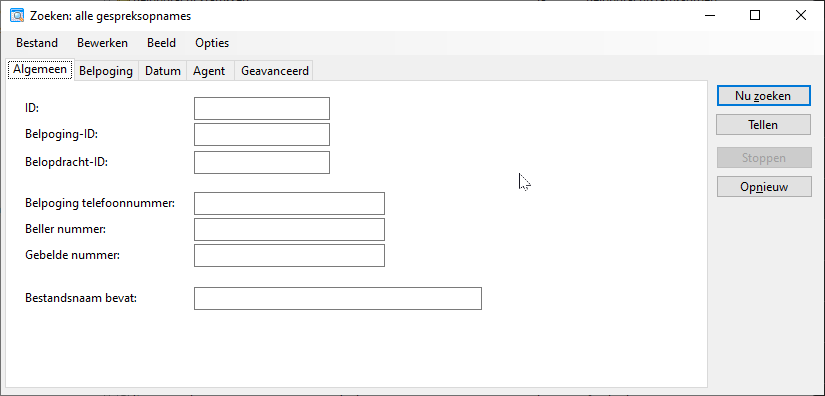 Zoeken: alle gespreksopnames
Bestand Bewerken Beeld Opties
Algemeen Belpoging Datum Agent Geavanceerd
ID:
Belpoging-ID:
Belopdracht-ID:
Belpoging telefoonnummer:
Beller nummer:
Gebelde nummer:
Bestandsnaam bevat:
Nu zoeken
Tellen
Stoppen
Opnieuw